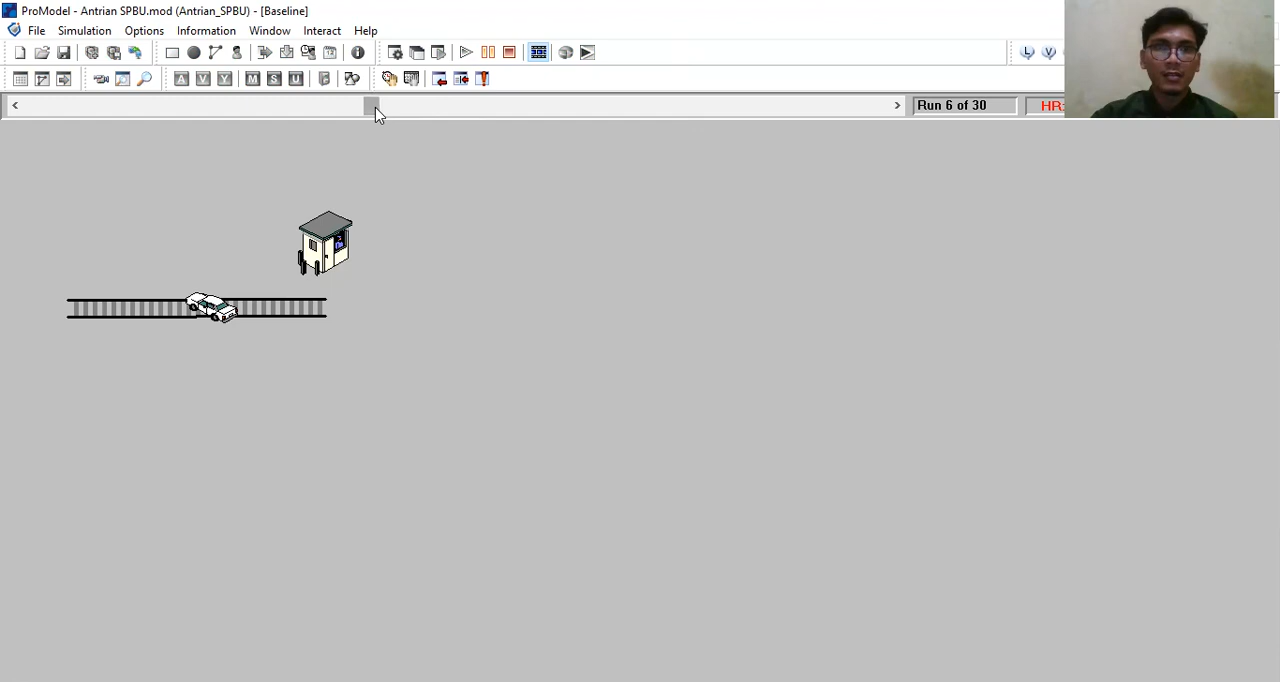 ProModel - Antrian SPBU.mod (Antrian_SPBU) - [Baseline]
File Simulation Options Information Window Interact Help
L V
A V Y M S U F
Run 6 of 30 HR: